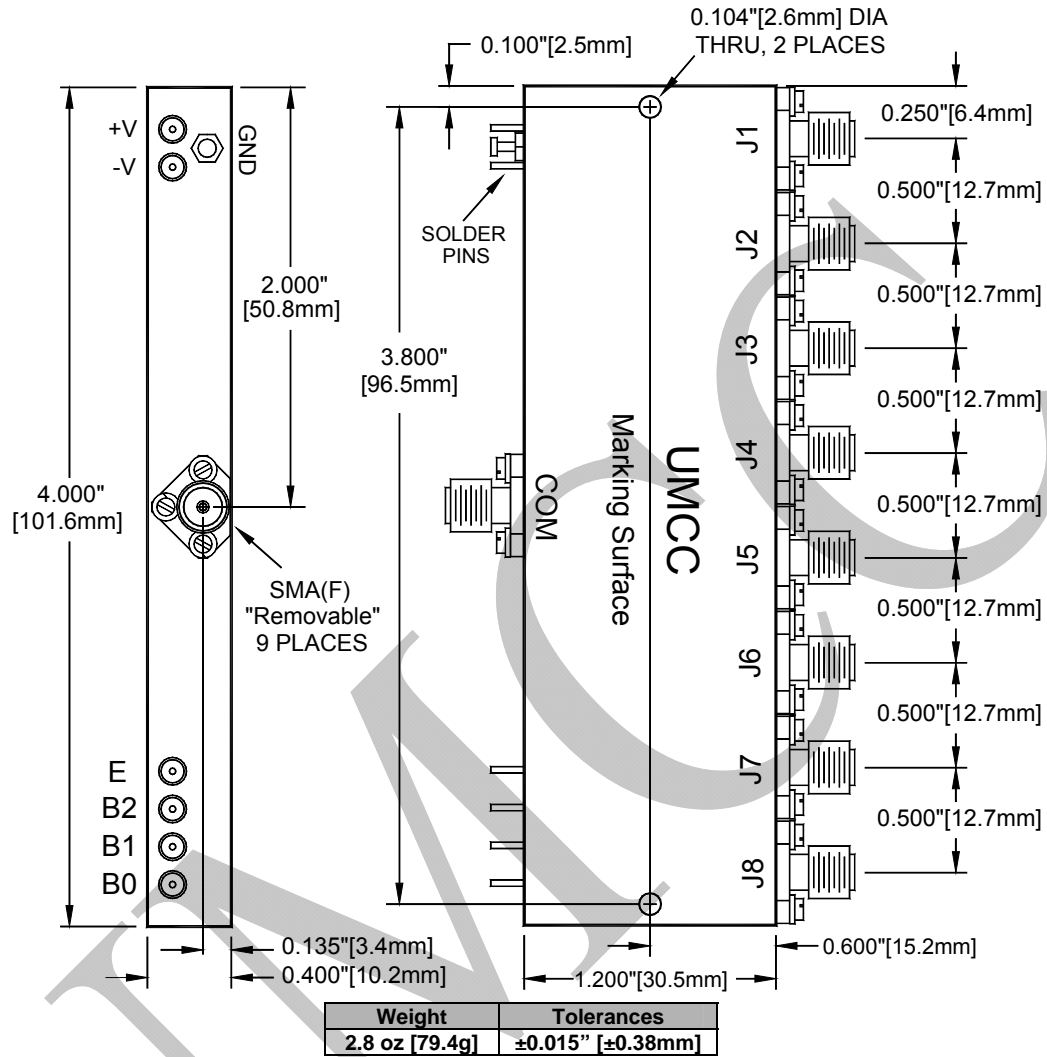 0.104"[2.6mm] DIA
THRU, 2 PLACES
0.100"[2.5mm]
0.250"[6.4mm]
+V
-V
GND
J1
0.500"[12.7mm]
SOLDER
PINS
J2
2.000"
[50.8mm]
0.500"[12.7mm]
3.800"
[96.5mm]
J3
0.500"[12.7mm]
Marking Surface
UMCC
J4
4.000"
[101.6mm]
COM
0.500"[12.7mm]
J5
SMA(F)
"Removable"
9 PLACES
0.500"[12.7mm]
J6
0.500"[12.7mm]
E
B2
B1
B0
J7
0.500"[12.7mm]
J8
0.135"[3.4mm]
0.400"[10.2mm]
0.600"[15.2mm]
1.200"[30.5mm]
Weight Tolerances
2.8 oz [79.4g] ±0.015” [±0.38mm]
UMCC